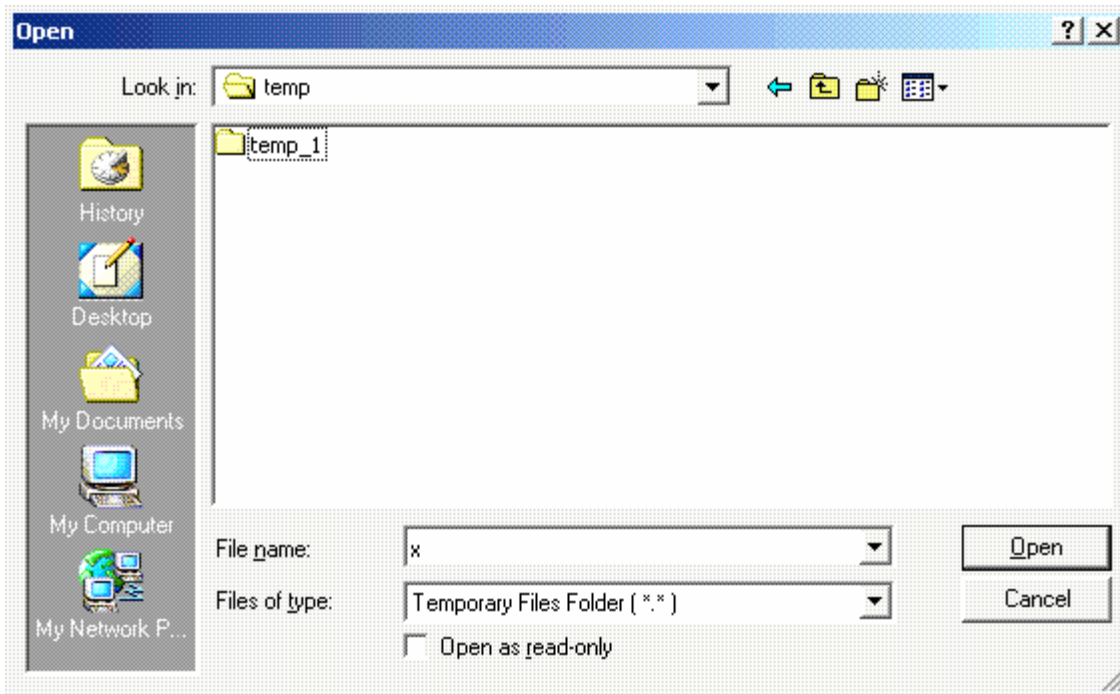 Open
Look in: temp
temp_1
History
Desktop
My Documents
My Computer
My Network P...
File name: x
Open
Files of type: Temporary Files Folder ( *.* )
Cancel
Open as read-only